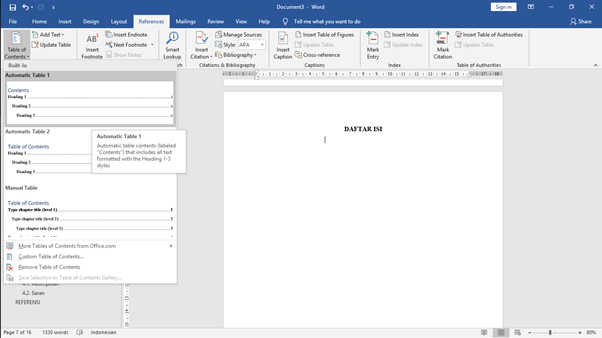 Document3 - Word
Sign in
File Home Insert Design Layout References Mailings Review View Help Tell me what you want to do Share
Table of Contents
Add Text
Update Table
Insert Footnote
Insert Endnote
Next Footnote
Show Notes
Smart Lookup
Insert Citation
Manage Sources
Style: APA
Bibliography
Insert Caption
Insert Table of Figures
Update Table
Cross-reference
Mark Entry
Insert Index
Update Index
Mark Citation
Insert Table of Authorities
Update Table
Built-In
Citations & Bibliography
Captions
Index
Table of Authorities
Automatic Table 1
Contents
Heading 1
Heading 2
Heading 3
Automatic Table 2
Table of Contents
Heading 1
Heading 2
Heading 3
Automatic Table 1
Automatic table contents (labeled
"Contents") that includes all text
formatted with the Heading 1-3
styles
Manual Table
Table of Contents
Type chapter title (level 1) 1
Type chapter title (level 2) 2
Type chapter title (level 3) 3
More Tables of Contents from Office.com
Custom Table of Contents...
Remove Table of Contents
Save Selection to Table of Contents Gallery...
4.2. Saran
REFERENSI
DAFTAR ISI
Page 7 of 16 1330 words Indonesian
80%